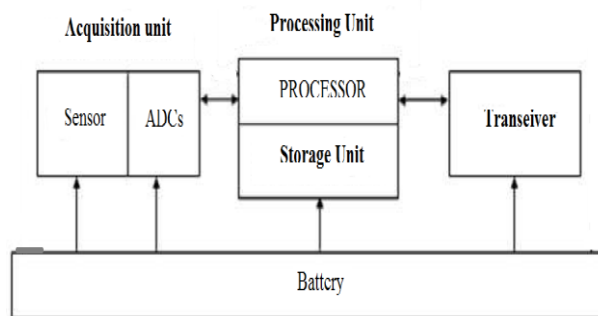 Acquisition unit
Processing Unit
Sensor
ADCs
PROCESSOR
Storage Unit
Transeiver
Battery